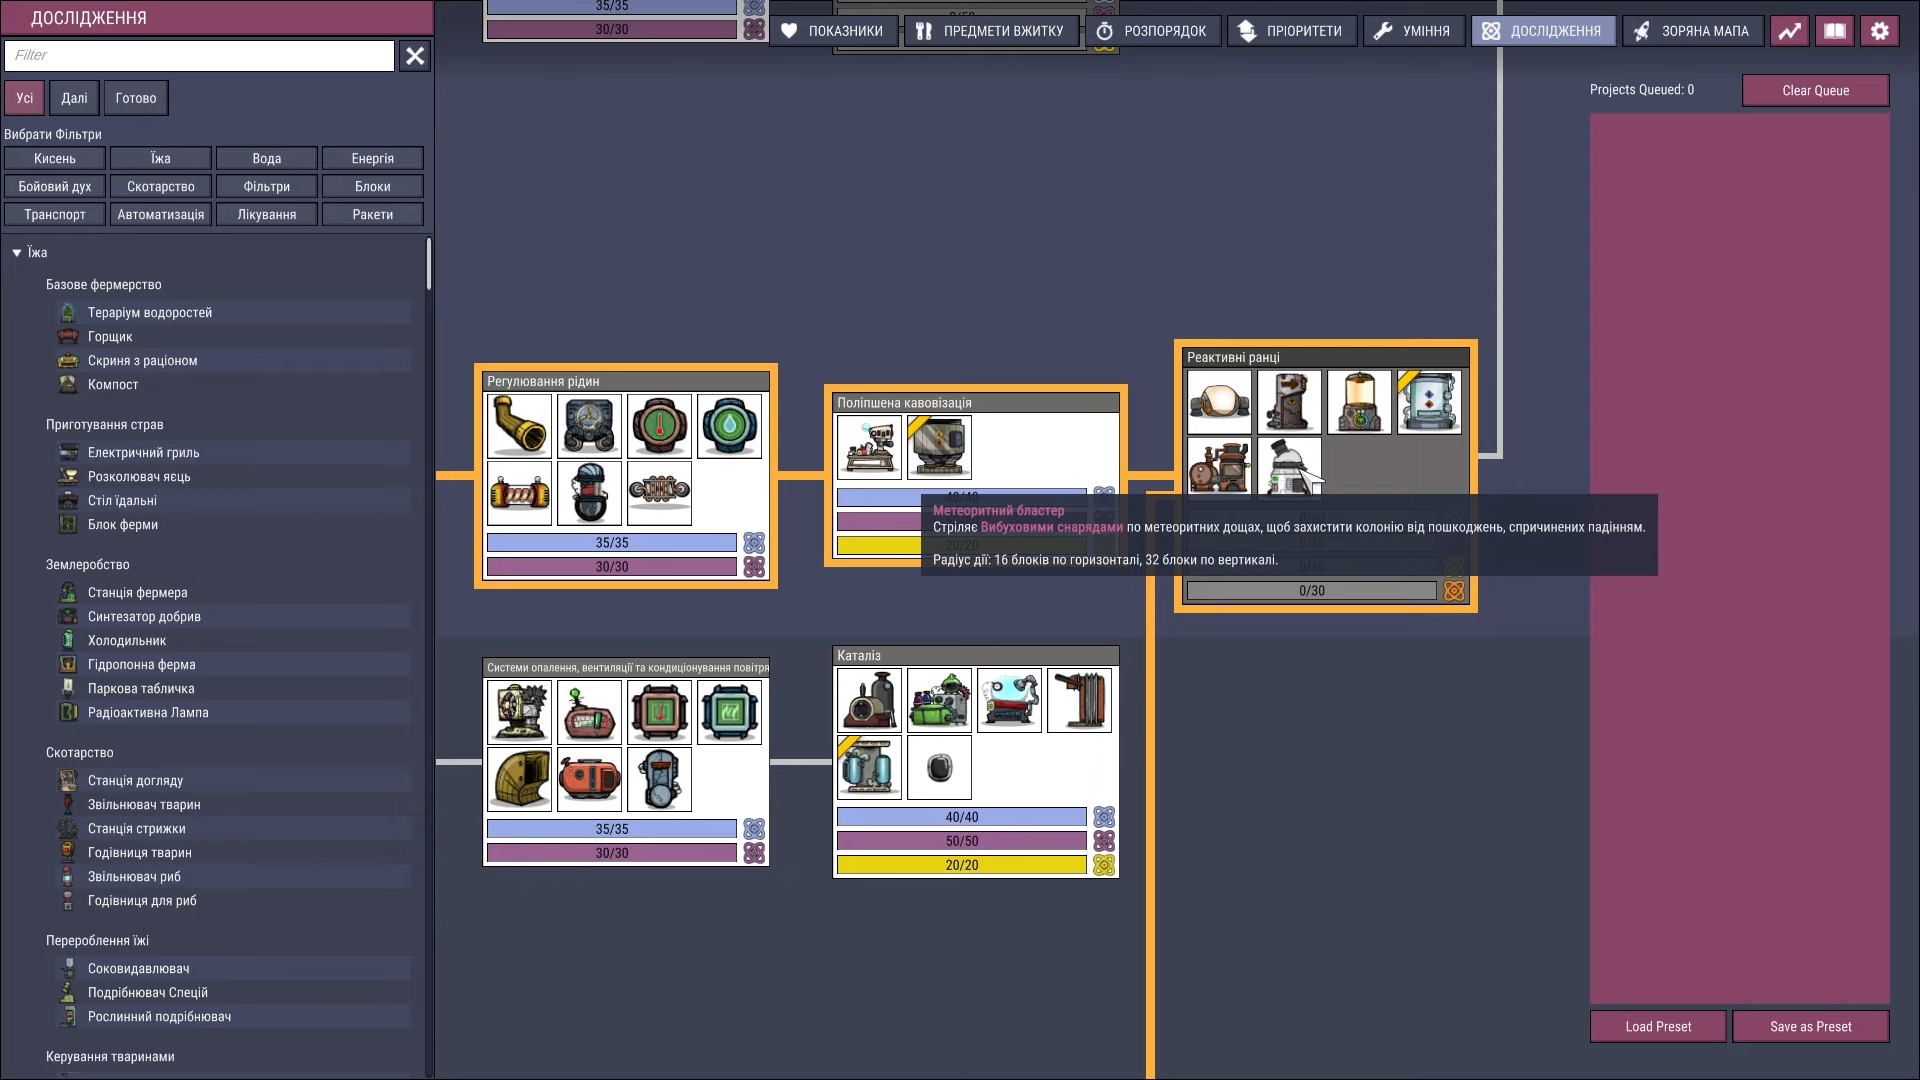 ДОСЛІДЖЕННЯ
Filter
Усі
Далі
Готово
Вибрати Фільтри
Кисень
Їжа
Вода
Енергія
Бойовий дух
Скотарство
Фільтри
Блоки
Транспорт
Автоматизація
Лікування
Ракети
Їжа
Базове фермерство
Тераріум водоростей
Горщик
Скриня з раціоном
Компост
Приготування страв
Електричний гриль
Розколювач яєць
Стіл їдальні
Блок ферми
Землеробство
Станція фермера
Синтезатор добрив
Холодильник
Гідропонна ферма
Паркова табличка
Радіоактивна Лампа
Скотарство
Станція догляду
Звільнювач тварин
Станція стрижки
Годівниця тварин
Звільнювач риб
Годівниця для риб
Перероблення їжі
Соковидавлювач
Подрібнювач Спецій
Рослинний подрібнювач
Керування тваринами
35/35
30/30
ПОКАЗНИКИ
ПРЕДМЕТИ ВЖИТКУ
РОЗПОРЯДОК
ПРІОРИТЕТИ
УМІННЯ
ДОСЛІДЖЕННЯ
ЗОРЯНА МАПА
Регулювання рідин
35/35
30/30
Поліпшена кавовізація
40/40
20/20
Реактивні ранці
0/30
Метеоритний бластер
Стріляє Вибуховими снарядами по метеоритних дощах, щоб захистити колонію від пошкоджень, спричинених падінням.
Радіус дії: 16 блоків по горизонталі, 32 блоки по вертикалі.
Системи опалення, вентиляції та кондиціонування повітря
35/35
30/30
Каталіз
40/40
50/50
20/20
Projects Queued: 0
Clear Queue
Load Preset
Save as Preset